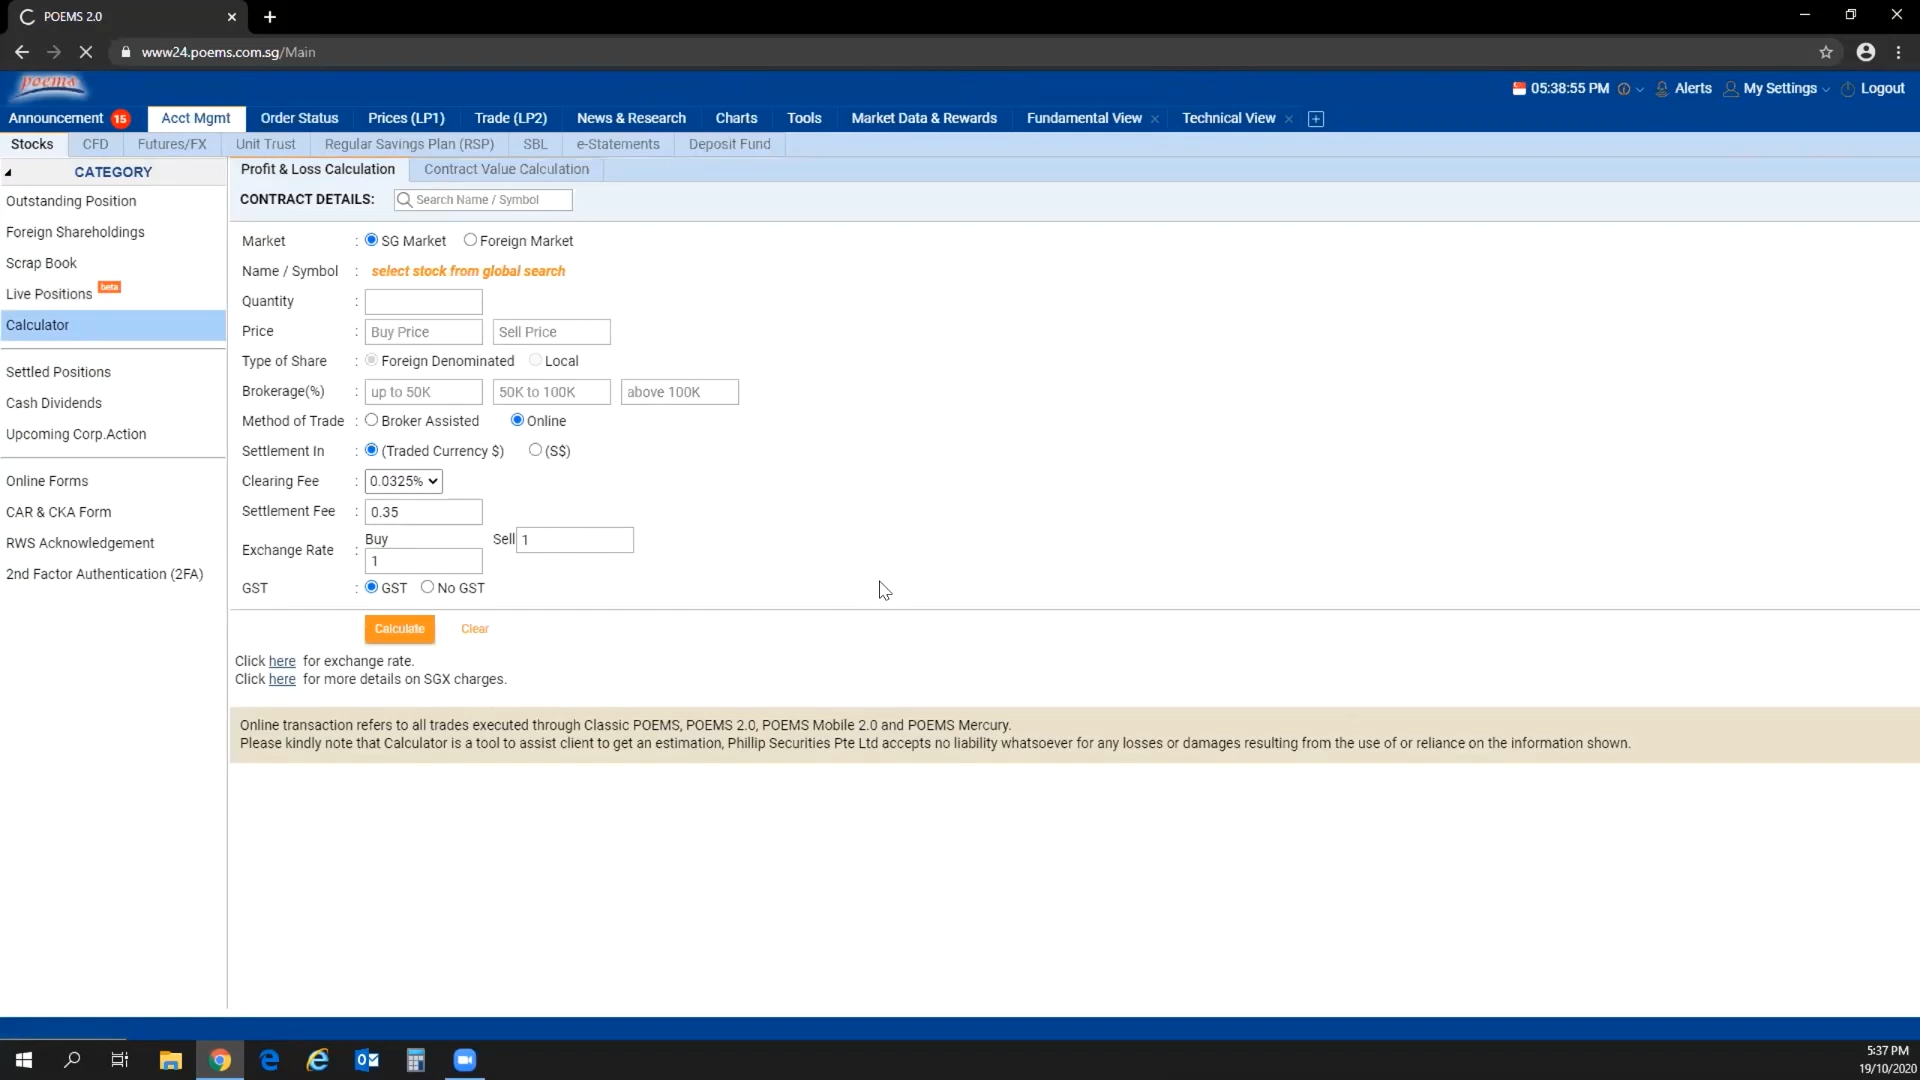 POEMS 2.0
www24.poems.com.sg/Main
poems
05:38:55 PM Alerts My Settings Logout
Announcement 15 Acct Mgmt Order Status Prices (LP1) Trade (LP2) News & Research Charts Tools Market Data & Rewards Fundamental View Technical View
Stocks CFD Futures/FX Unit Trust Regular Savings Plan (RSP) SBL e-Statements Deposit Fund
CATEGORY
Outstanding Position
Foreign Shareholdings
Scrap Book
Live Positions beta
Calculator
Settled Positions
Cash Dividends
Upcoming Corp.Action
Online Forms
CAR & CKA Form
RWS Acknowledgement
2nd Factor Authentication (2FA)
Profit & Loss Calculation Contract Value Calculation
CONTRACT DETAILS: Search Name / Symbol
Market : SG Market Foreign Market
Name / Symbol : select stock from global search
Quantity :
Price : Buy Price Sell Price
Type of Share : Foreign Denominated Local
Brokerage(%) : up to 50K 50K to 100K above 100K
Method of Trade : Broker Assisted Online
Settlement In : (Traded Currency $) (S$)
Clearing Fee : 0.0325%
Settlement Fee : 0.35
Exchange Rate : Buy 1 Sell 1
GST : GST No GST
Calculate Clear
Click here for exchange rate.
Click here for more details on SGX charges.
Online transaction refers to all trades executed through Classic POEMS, POEMS 2.0, POEMS Mobile 2.0 and POEMS Mercury.
Please kindly note that Calculator is a tool to assist client to get an estimation, Phillip Securities Pte Ltd accepts no liability whatsoever for any losses or damages resulting from the use of or reliance on the information shown.
5:37 PM
19/10/2020